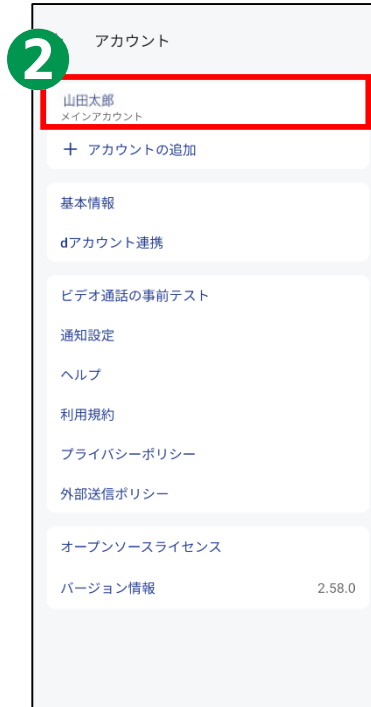 アカウント
2
山田太郎
メインアカウント
+ アカウントの追加
基本情報
dアカウント連携
ビデオ通話の事前テスト
通知設定
ヘルプ
利用規約
プライバシーポリシー
外部送信ポリシー
オープンソースライセンス
バージョン情報 2.58.0